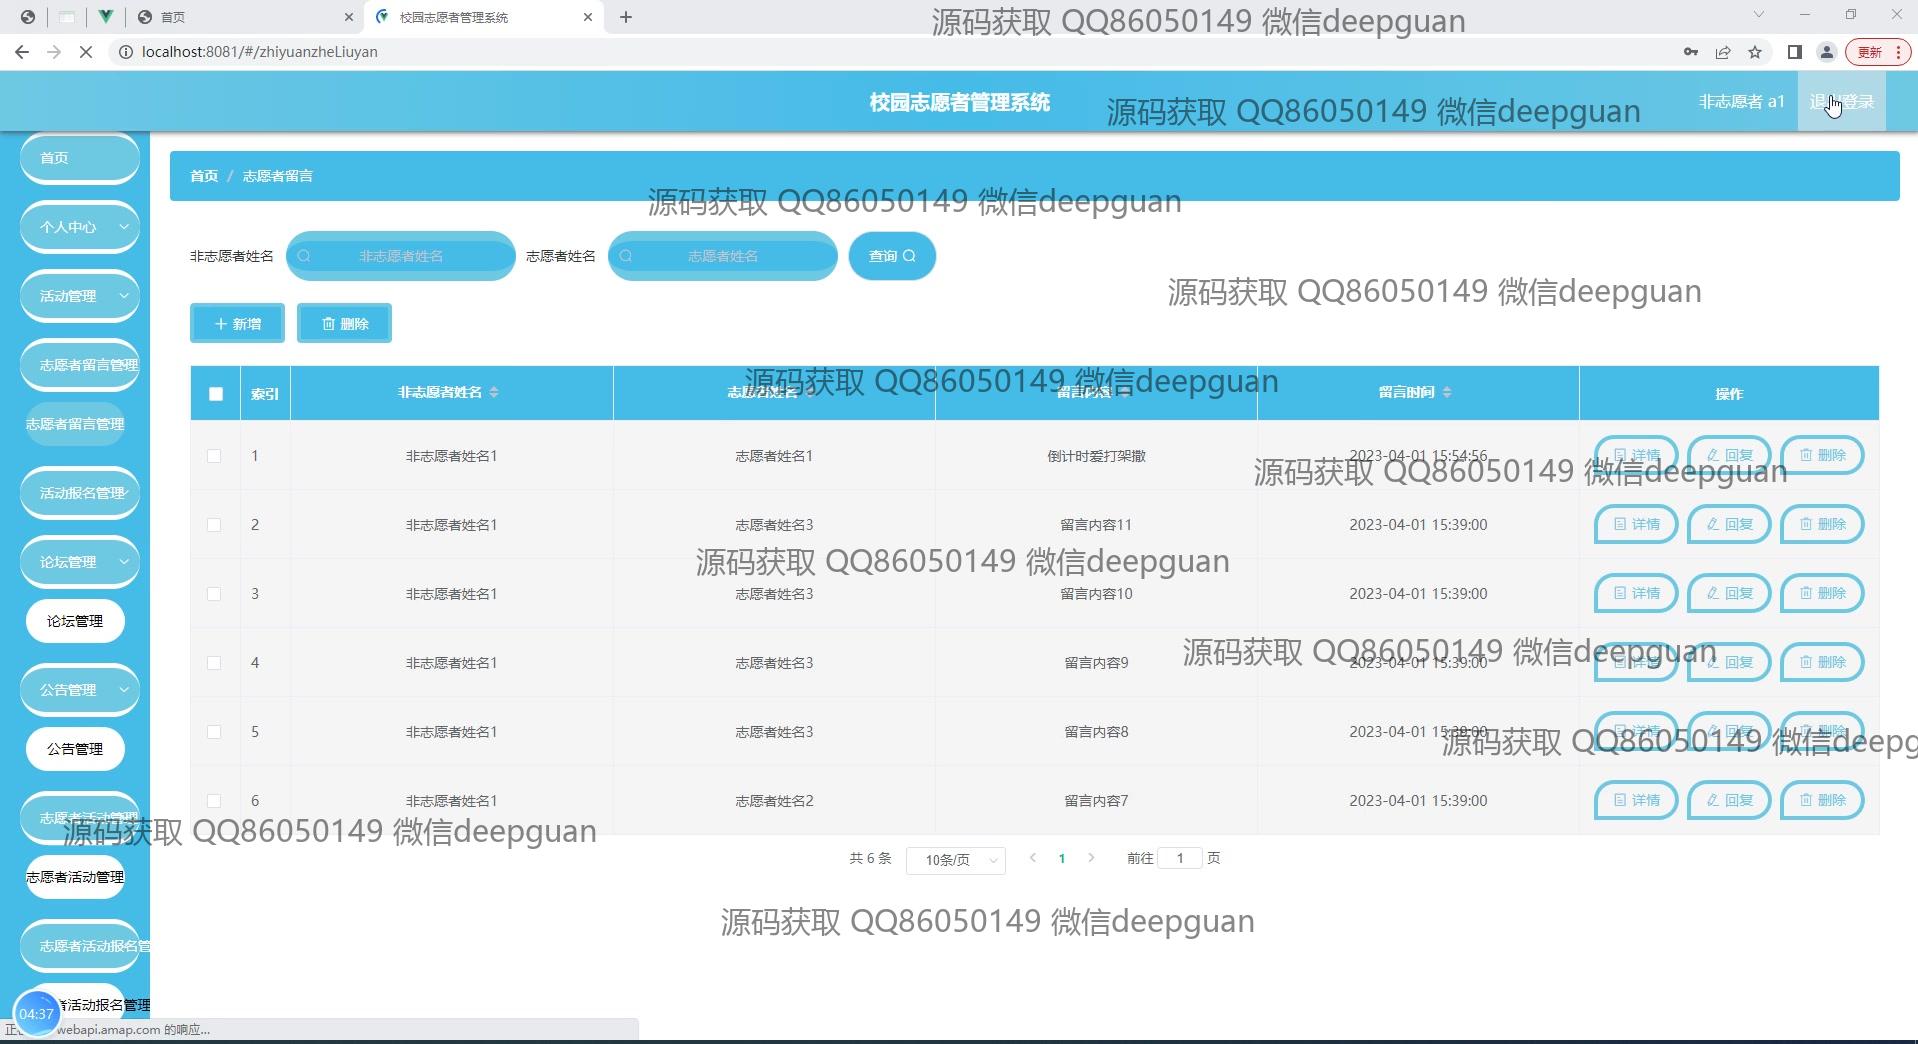 首页
校园志愿者管理系统
源码获取 QQ86050149 微信deepguan
localhost:8081/#/zhiyuanzheLiuyan
更新
校园志愿者管理系统
源码获取 QQ86050149 微信deepguan
非志愿者 a1
退出登录
首页
个人中心
活动管理
志愿者留言管理
志愿者留言管理
活动报名管理
论坛管理
论坛管理
公告管理
公告管理
志愿者活动管理
志愿者活动管理
志愿者活动报名管
者活动报名管理
首页 / 志愿者留言
源码获取 QQ86050149 微信deepguan
非志愿者姓名 非志愿者姓名 志愿者姓名 志愿者姓名 查询
源码获取 QQ86050149 微信deepguan
新增 删除
源码获取 QQ86050149 微信deepguan
索引 非志愿者姓名 志愿者姓名 留言内容 留言时间 操作
1 非志愿者姓名1 志愿者姓名1 倒计时爱打架撒 2023-04-01 15:54:56 详情 回复 删除
源码获取 QQ86050149 微信deepguan
2 非志愿者姓名1 志愿者姓名3 留言内容11 2023-04-01 15:39:00 详情 回复 删除
源码获取 QQ86050149 微信deepguan
3 非志愿者姓名1 志愿者姓名3 留言内容10 2023-04-01 15:39:00 详情 回复 删除
源码获取 QQ86050149 微信deepguan
4 非志愿者姓名1 志愿者姓名3 留言内容9 2023-04-01 15:39:00 详情 回复 删除
5 非志愿者姓名1 志愿者姓名3 留言内容8 2023-04-01 15:39:00 详情 回复 删除
源码获取 QQ86050149 微信deepg
6 非志愿者姓名1 志愿者姓名2 留言内容7 2023-04-01 15:39:00 详情 回复 删除
源码获取 QQ86050149 微信deepguan
共 6 条 10条/页 1 前往 1 页
源码获取 QQ86050149 微信deepguan
04:37
正 webapi.amap.com 的响应...